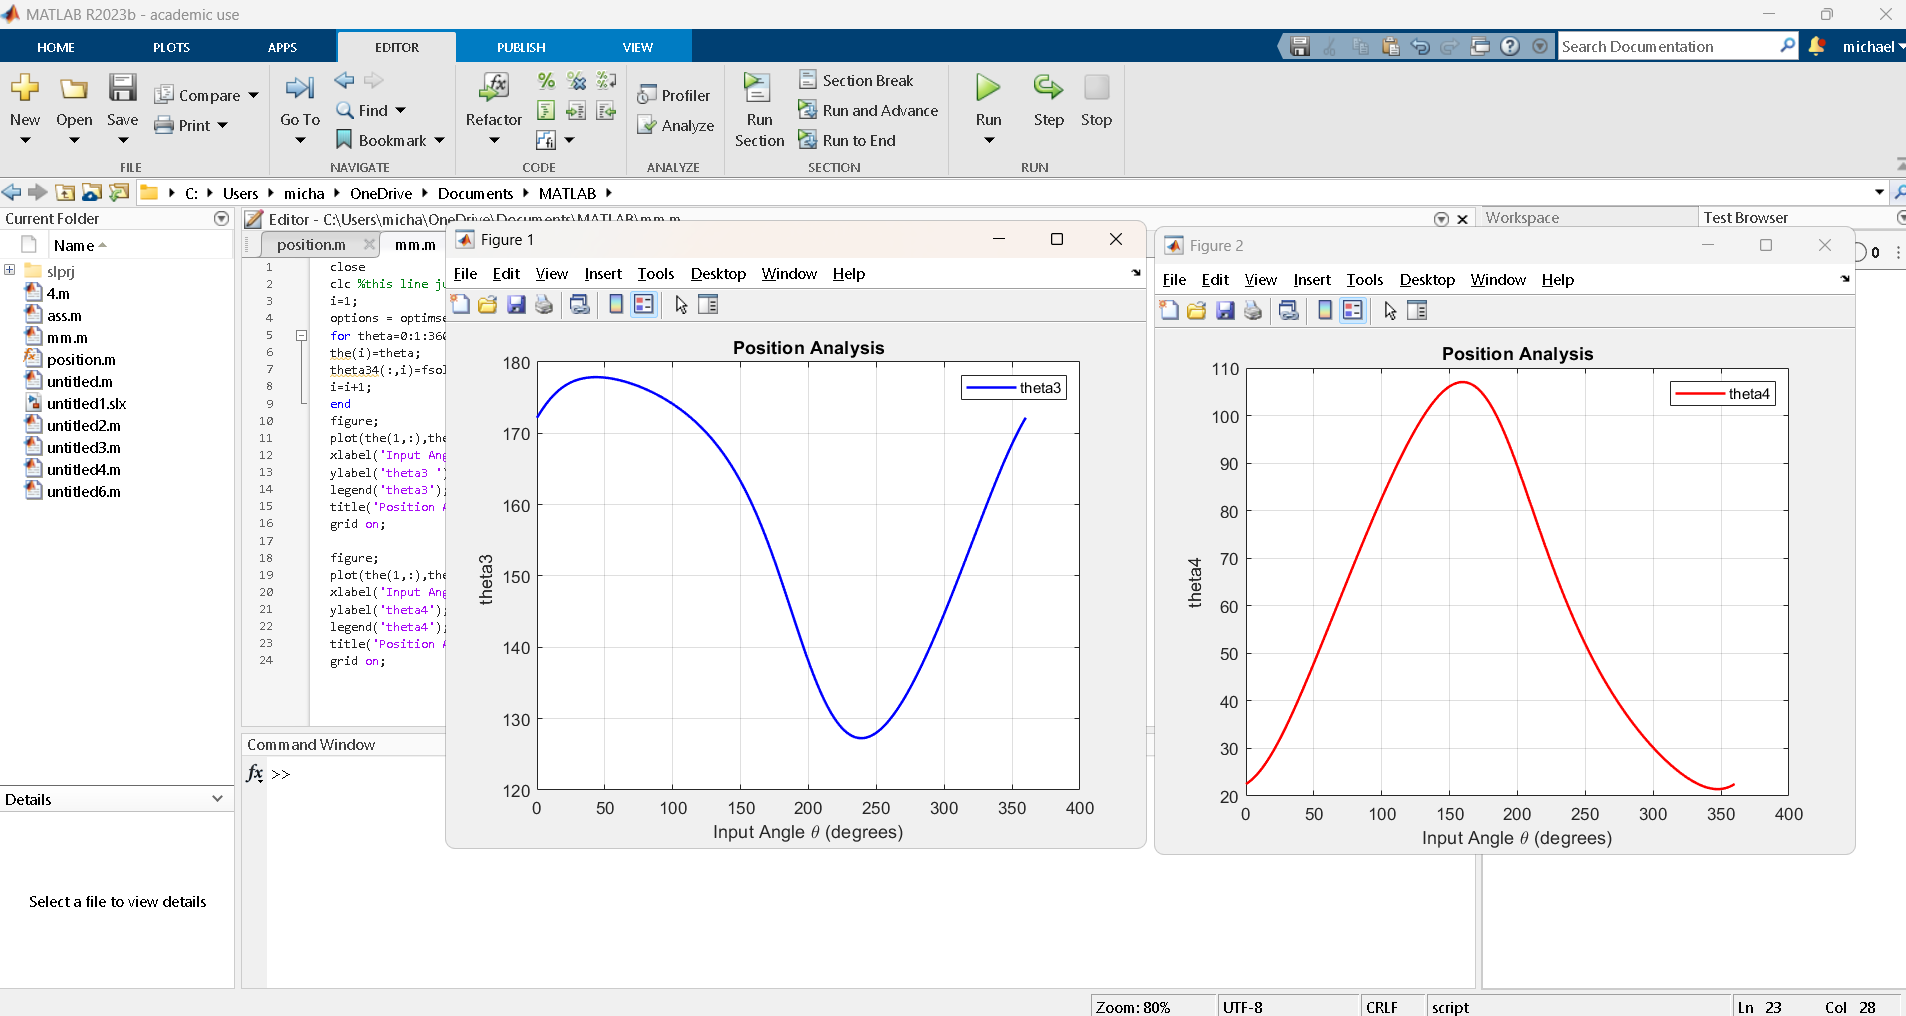 MATLAB R2023b - academic use
HOME PLOTS APPS EDITOR PUBLISH VIEW
Search Documentation
michael
New
Open
Save
Compare
Print
FILE
Go To
Find
Bookmark
NAVIGATE
Refactor
CODE
Profiler
Analyze
ANALYZE
Run
Section
Section Break
Run and Advance
Run to End
SECTION
Run
Step
Stop
RUN
C: Users micha OneDrive Documents MATLAB
Current Folder
Name
slprj
4.m
ass.m
mm.m
position.m
untitled.m
untitled1.slx
untitled2.m
untitled3.m
untitled4.m
untitled6.m
Details
Select a file to view details
Editor - C:\Users\micha\OneDrive\Documents\MATLAB\mm.m
position.m mm.m
1 close
2 clc %this line
3 i=1;
4 options =
5 for theta=0:1:360
6 the(i)=theta;
7 theta34(:,i)=
8 i=i+1;
9 end
10 figure;
11 plot(the(1,:),
12 xlabel('Input
13 ylabel('theta3 ')
14 legend('theta3');
15 title('Position
16 grid on;
17
18 figure;
19 plot(the(1,:),
20 xlabel('Input
21 ylabel('theta4');
22 legend('theta4');
23 title('Position
24 grid on;
Command Window
fx >>
Workspace
Test Browser
0
Figure 1
File Edit View Insert Tools Desktop Window Help
Position Analysis
theta3
180
170
160
150
140
130
120
theta3
0 50 100 150 200 250 300 350 400
Input Angle θ (degrees)
Figure 2
File Edit View Insert Tools Desktop Window Help
Position Analysis
theta4
110
100
90
80
70
60
50
40
30
20
theta4
0 50 100 150 200 250 300 350 400
Input Angle θ (degrees)
Zoom: 80% UTF-8 CRLF script Ln 23 Col 28